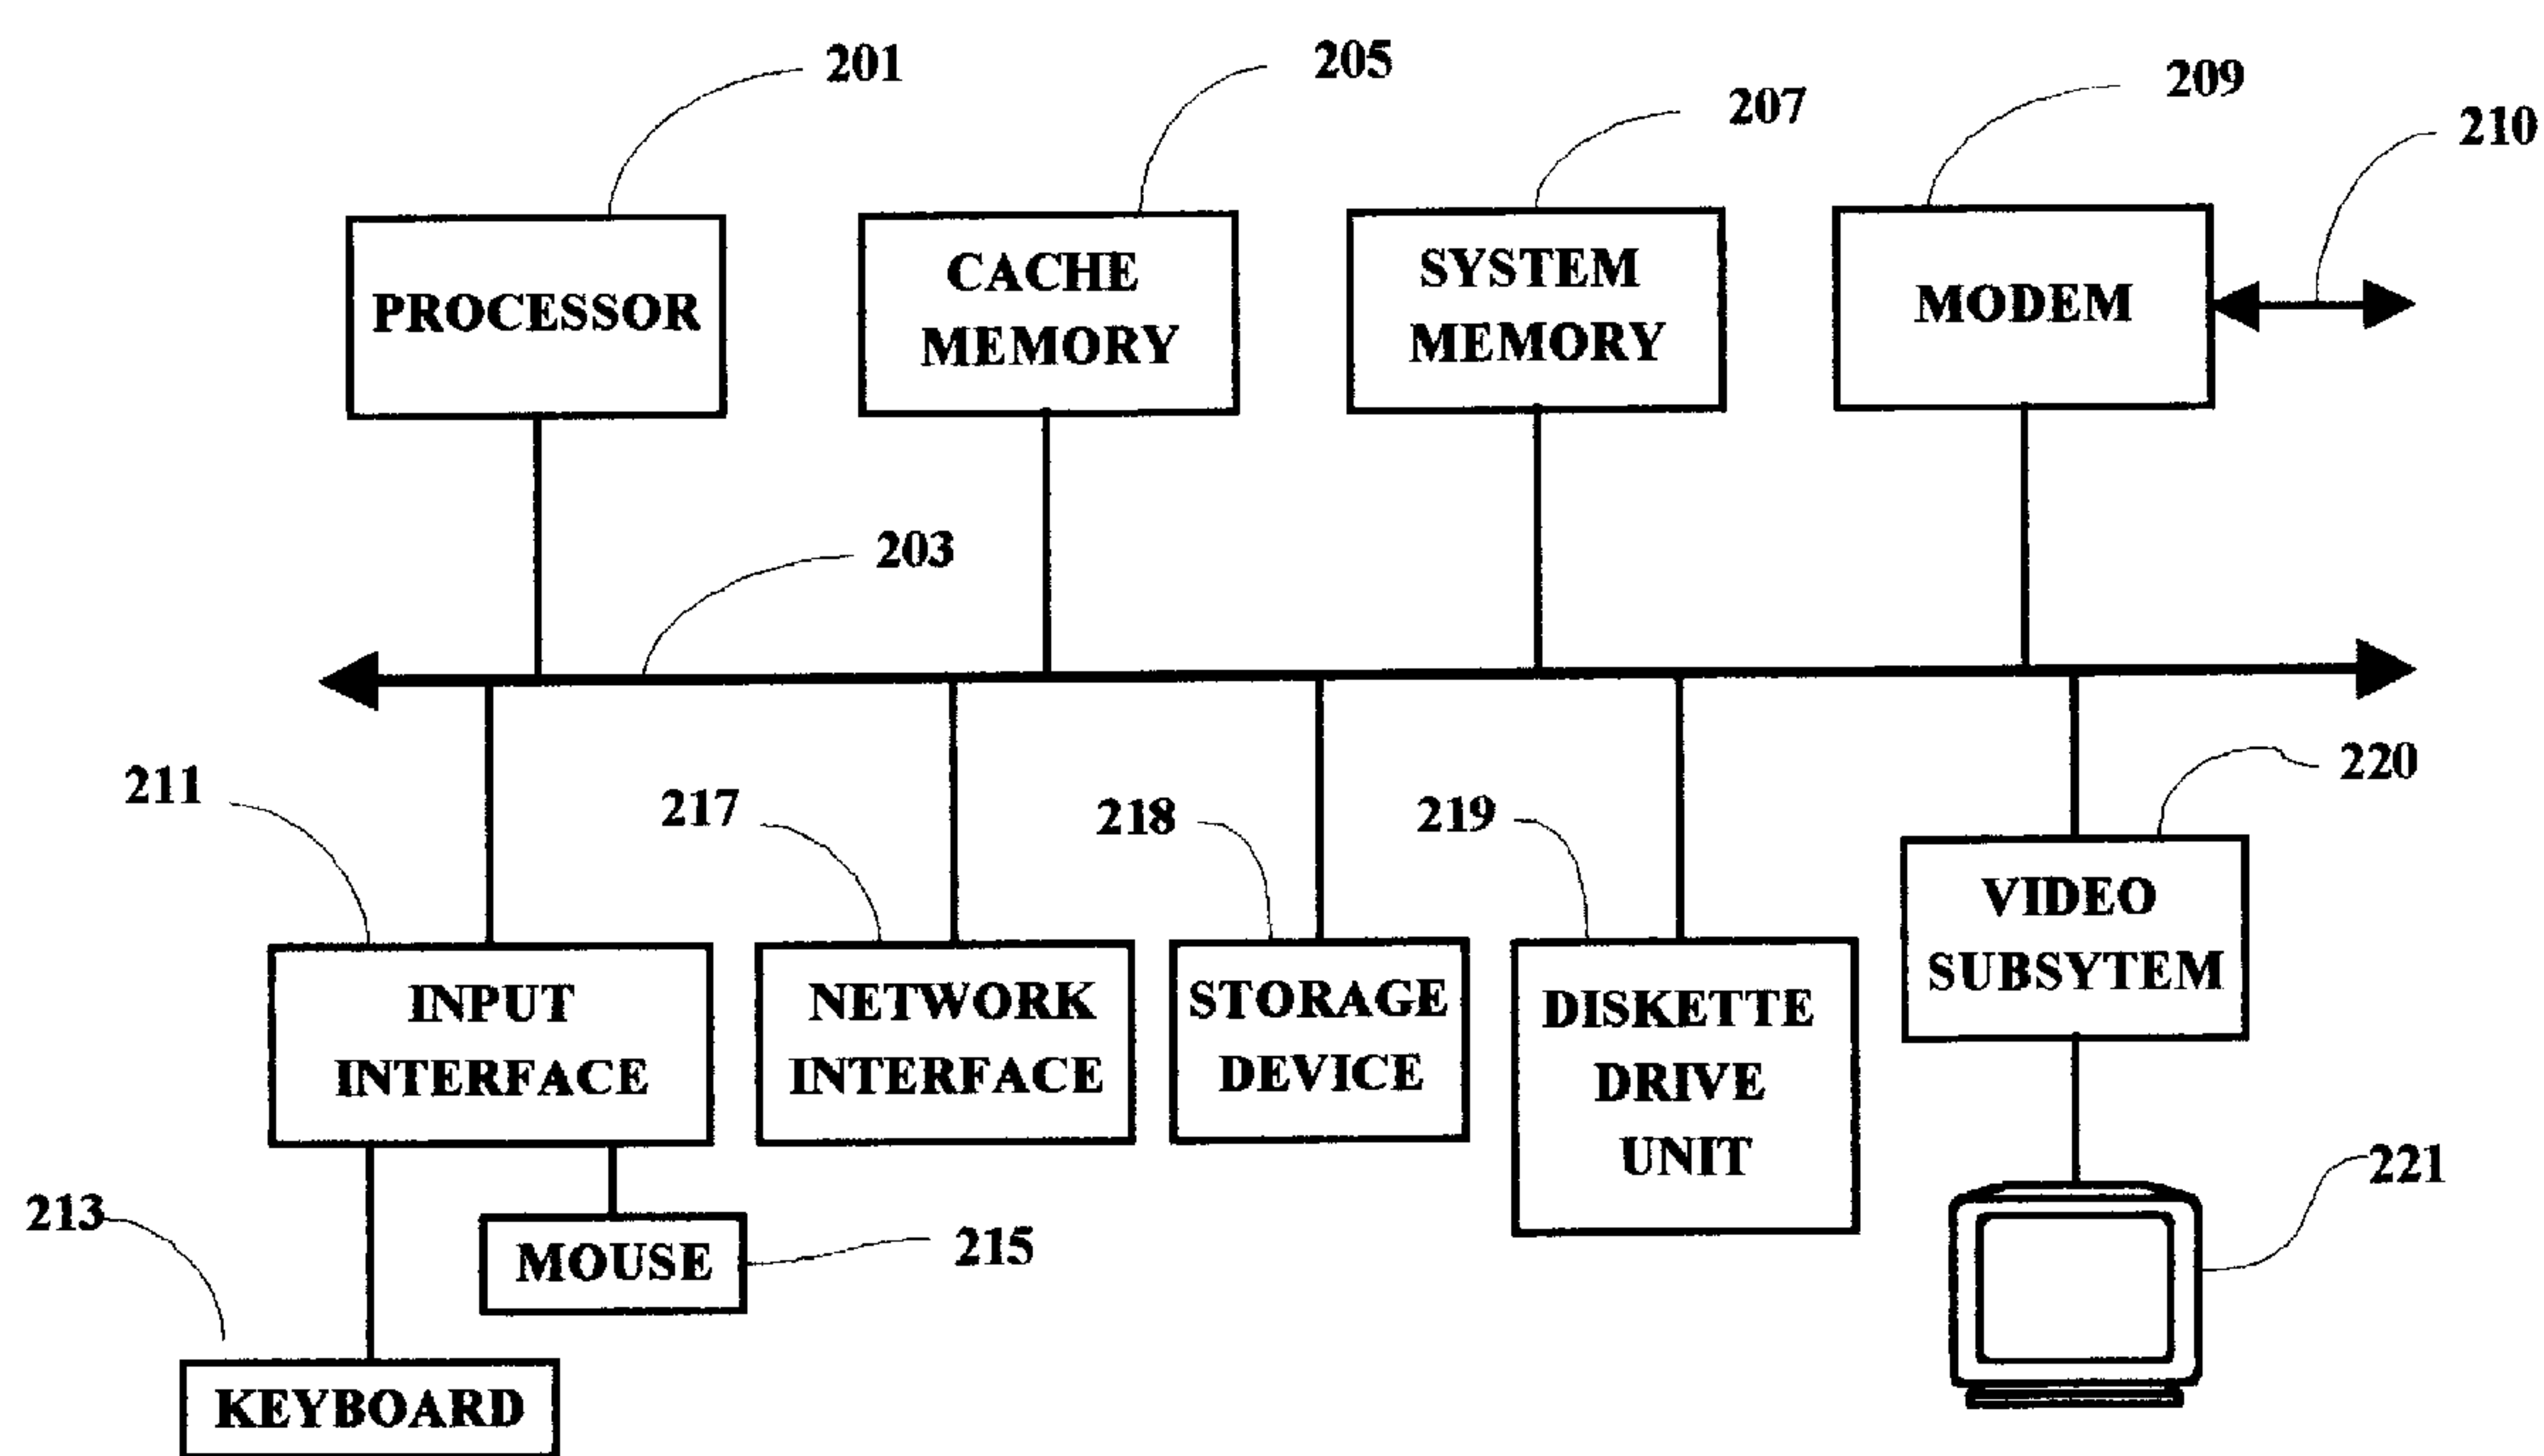 201
205
207
209
210
PROCESSOR
CACHE
MEMORY
SYSTEM
MEMORY
MODEM
203
211
217
218
219
220
INPUT
INTERFACE
NETWORK
INTERFACE
STORAGE
DEVICE
DISKETTE
DRIVE
UNIT
VIDEO
SUBSYTEM
213
MOUSE
215
221
KEYBOARD